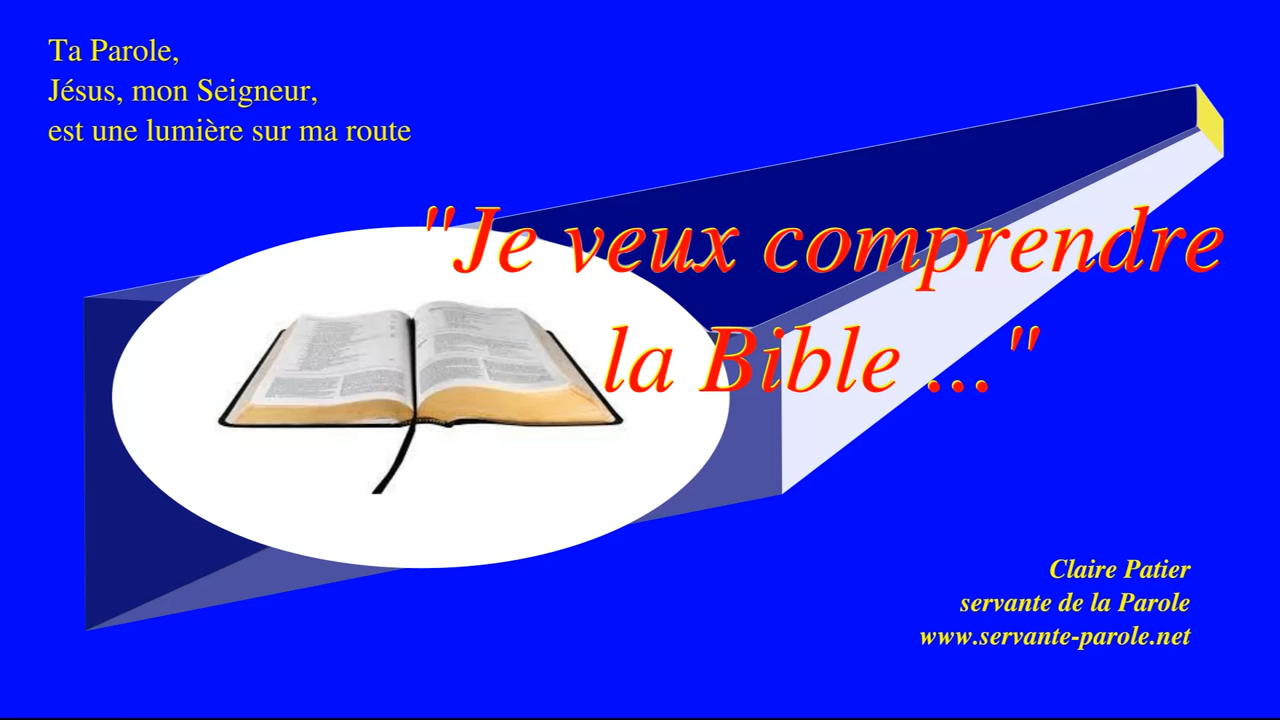 Ta Parole,
Jésus, mon Seigneur,
est une lumière sur ma route
"Je veux comprendre
la Bible ..."
Claire Patier
servante de la Parole
www.servante-parole.net